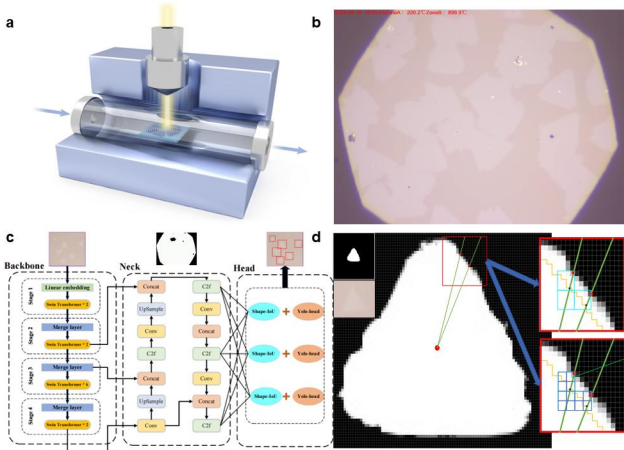 a
b
200.2℃
c
Backbone
Stage 1
Linear embedding
Swin Transformer * 2
Stage 2
Merge layer
Swin Transformer * 2
Stage 3
Merge layer
Swin Transformer * 6
Stage 4
Merge layer
Swin Transformer * 2
Neck
Concat
UpSample
Conv
C2f
Concat
UpSample
Conv
C2f
Conv
Concat
C2f
Conv
Concat
C2f
Head
Shape-IoU + Yolo-head
Shape-IoU + Yolo-head
Shape-IoU + Yolo-head
d